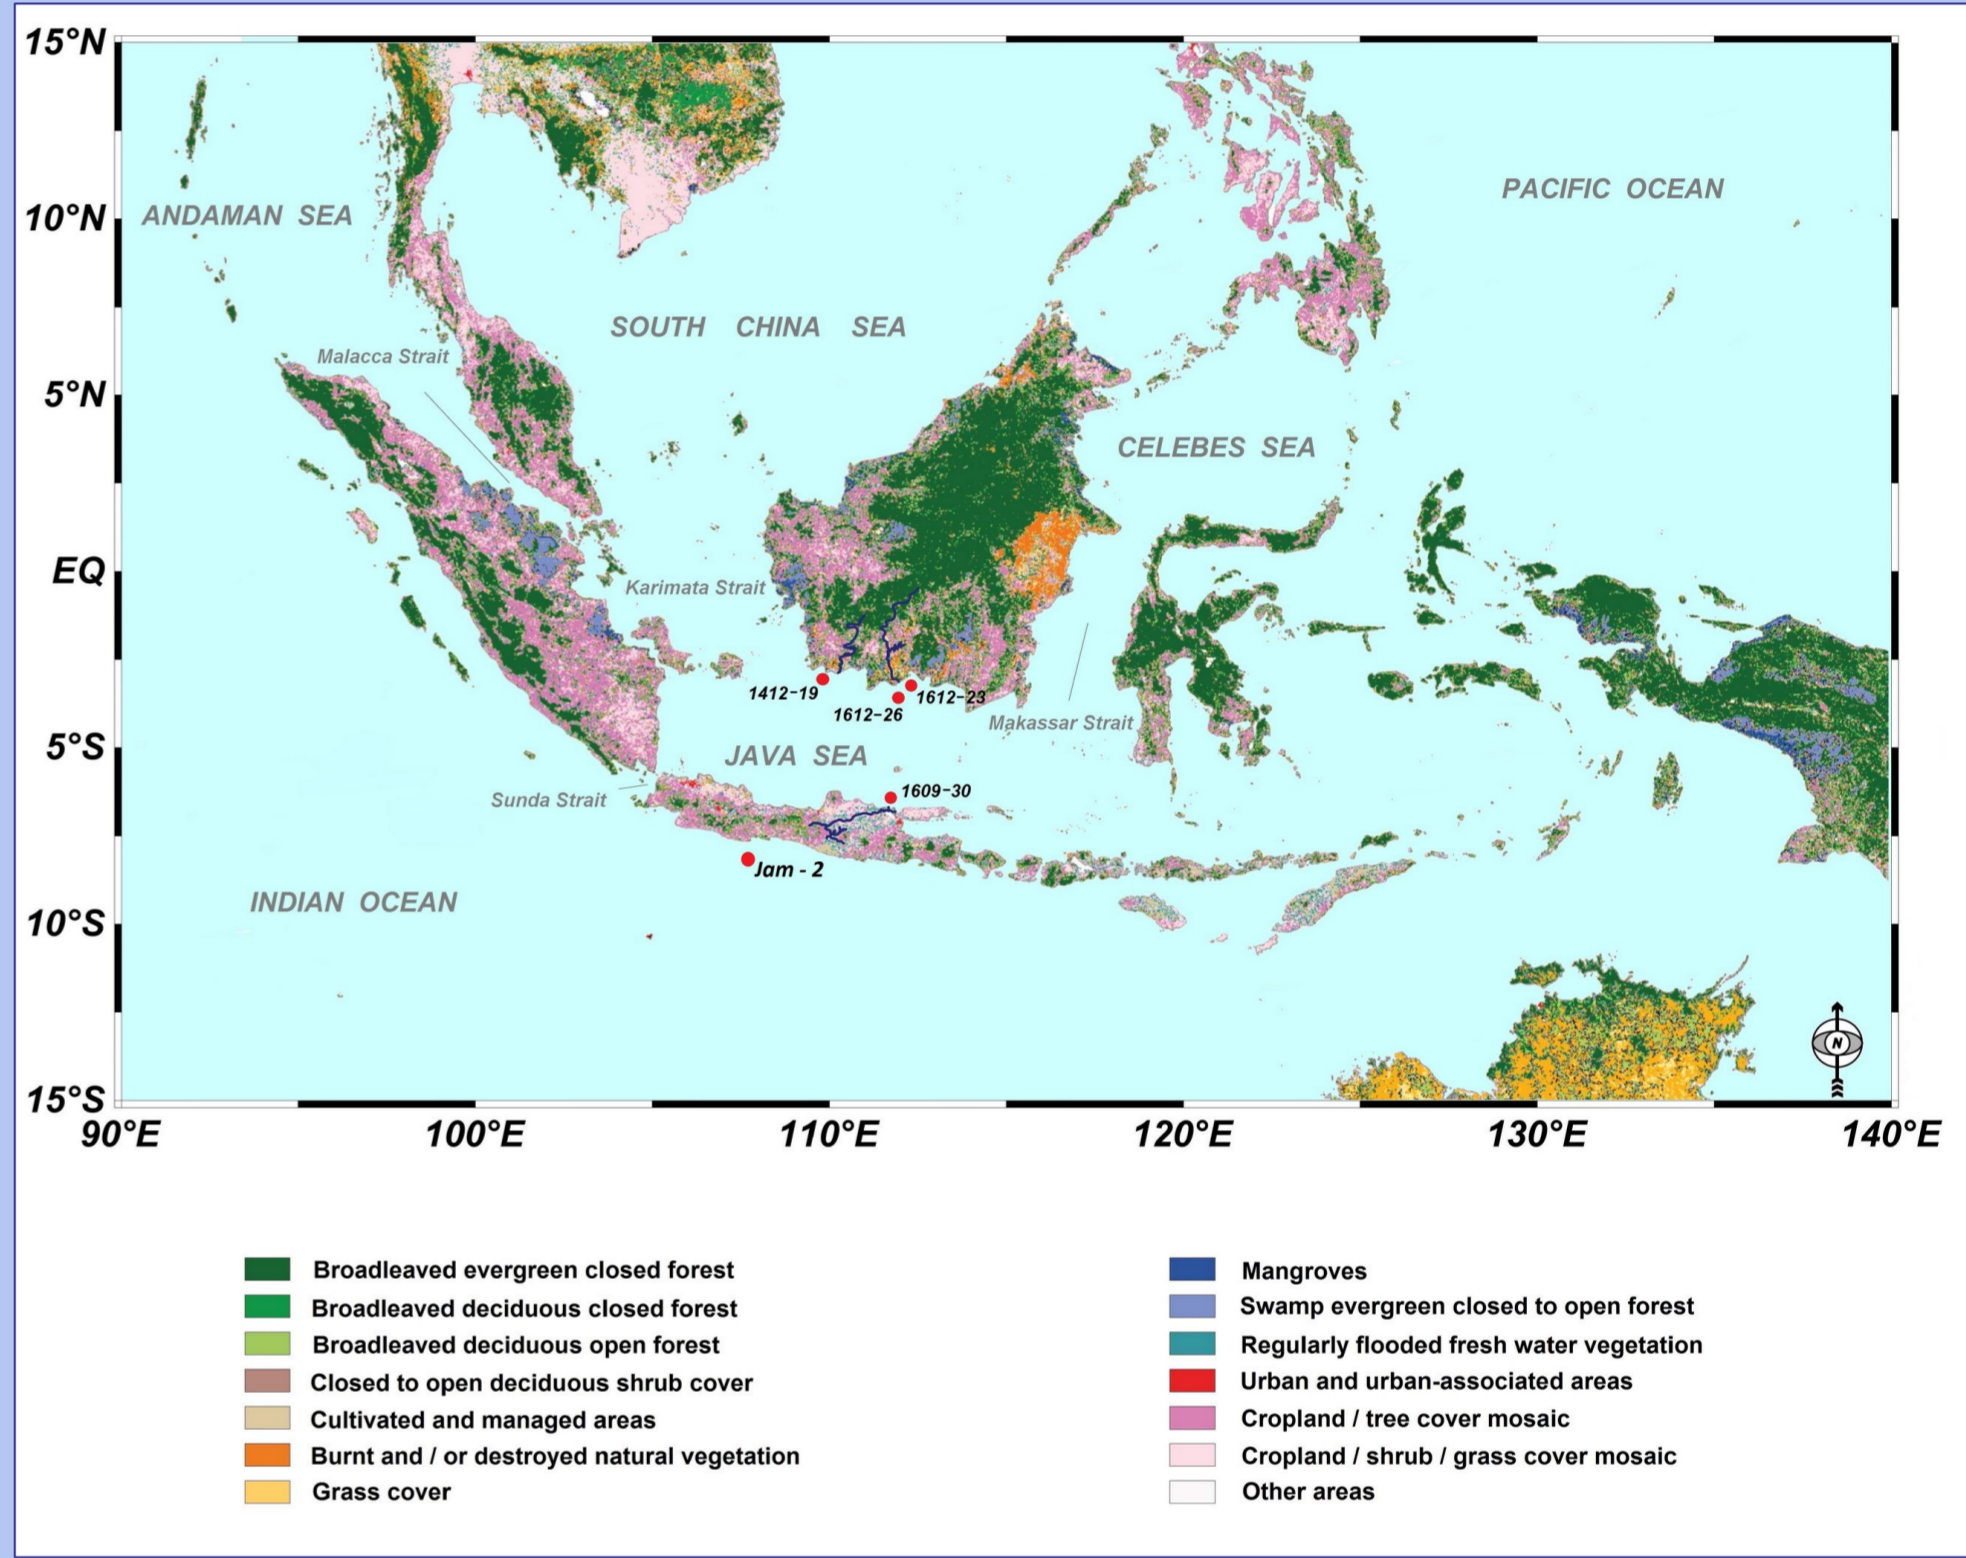 15°N
10°N
5°N
EQ
5°S
10°S
15°S
90°E
100°E
110°E
120°E
130°E
140°E
ANDAMAN SEA
PACIFIC OCEAN
SOUTH CHINA SEA
Malacca Strait
CELEBES SEA
Karimata Strait
1412-19
1612-23
1612-26
Makassar Strait
JAVA SEA
1609-30
Sunda Strait
Jam - 2
INDIAN OCEAN
N
Broadleaved evergreen closed forest
Broadleaved deciduous closed forest
Broadleaved deciduous open forest
Closed to open deciduous shrub cover
Cultivated and managed areas
Burnt and / or destroyed natural vegetation
Grass cover
Mangroves
Swamp evergreen closed to open forest
Regularly flooded fresh water vegetation
Urban and urban-associated areas
Cropland / tree cover mosaic
Cropland / shrub / grass cover mosaic
Other areas